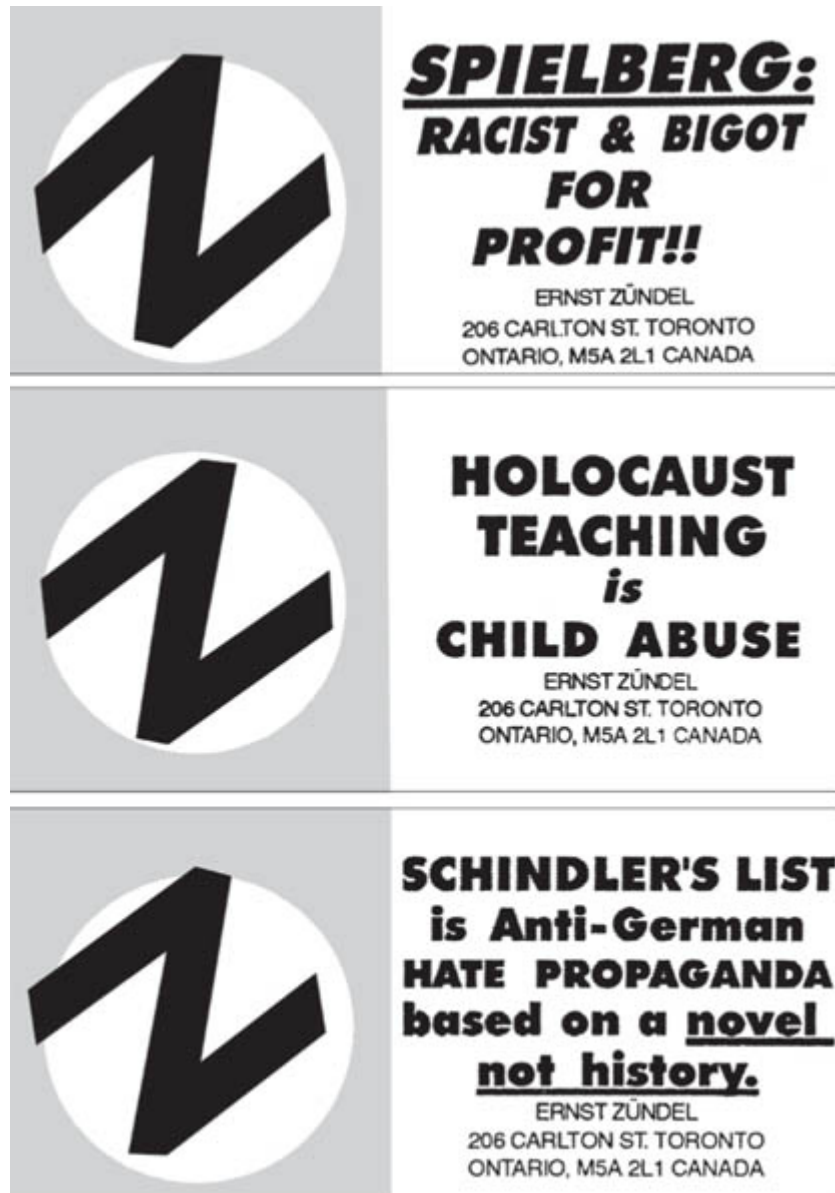 SPIELBERG:
RACIST & BIGOT
FOR
PROFIT!!
ERNST ZÜNDEL
206 CARLTON ST. TORONTO
ONTARIO, M5A 2L1 CANADA
HOLOCAUST
TEACHING
is
CHILD ABUSE
ERNST ZÜNDEL
206 CARLTON ST. TORONTO
ONTARIO, M5A 2L1 CANADA
SCHINDLER'S LIST
is Anti-German
HATE PROPAGANDA
based on a novel
not history.
ERNST ZÜNDEL
206 CARLTON ST. TORONTO
ONTARIO, M5A 2L1 CANADA